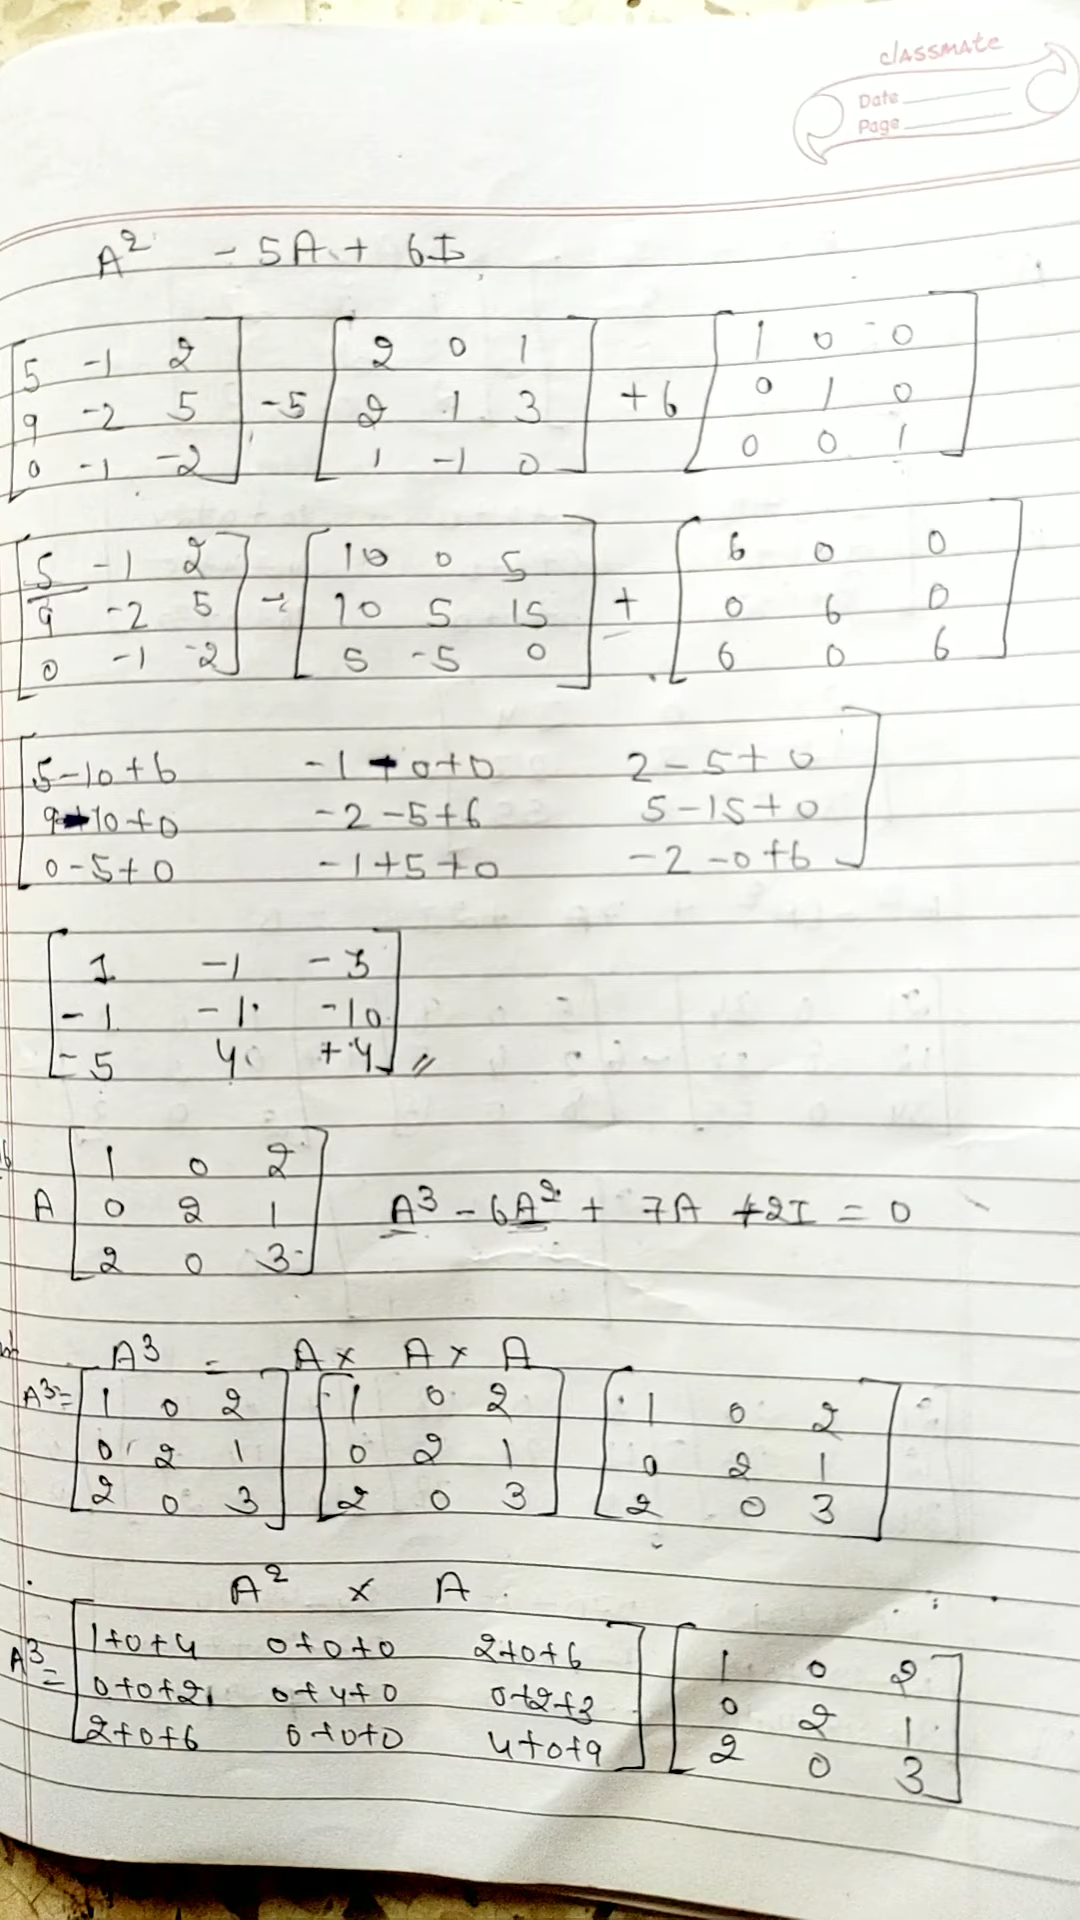 classmate
Date
Page
A² - 5A + 6I
[5 -1 2] -5 [2 0 1] +6 [1 0 0]
[9 -2 5] [2 1 3] [0 1 0]
[0 -1 -2] [1 -1 0] [0 0 1]
[5 -1 2] - [10 0 5] + [6 0 0]
[9 -2 5] [10 5 15] [0 6 0]
[0 -1 -2] [5 -5 0] [6 0 6]
[5-10+6 -1-0+0 2-5+0]
[9-10+0 -2-5+6 5-15+0]
[0-5+0 -1+5+0 -2-0+6]
[1 -1 -3]
[-1 -1 -10]
[-5 4 +4] //
[1 0 2]
A [0 2 1] A³ - 6A² + 7A +2I = 0
[2 0 3]
A³ = A × A × A
A³= [1 0 2] [1 0 2] [1 0 2]
[0 2 1] [0 2 1] [0 2 1]
[2 0 3] [2 0 3] [2 0 3]
A² × A
A³= [1+0+4 0+0+0 2+0+6] [1 0 2]
[0+0+2 0+4+0 0+2+3] [0 2 1]
[2+0+6 0+0+0 4+0+9] [2 0 3]